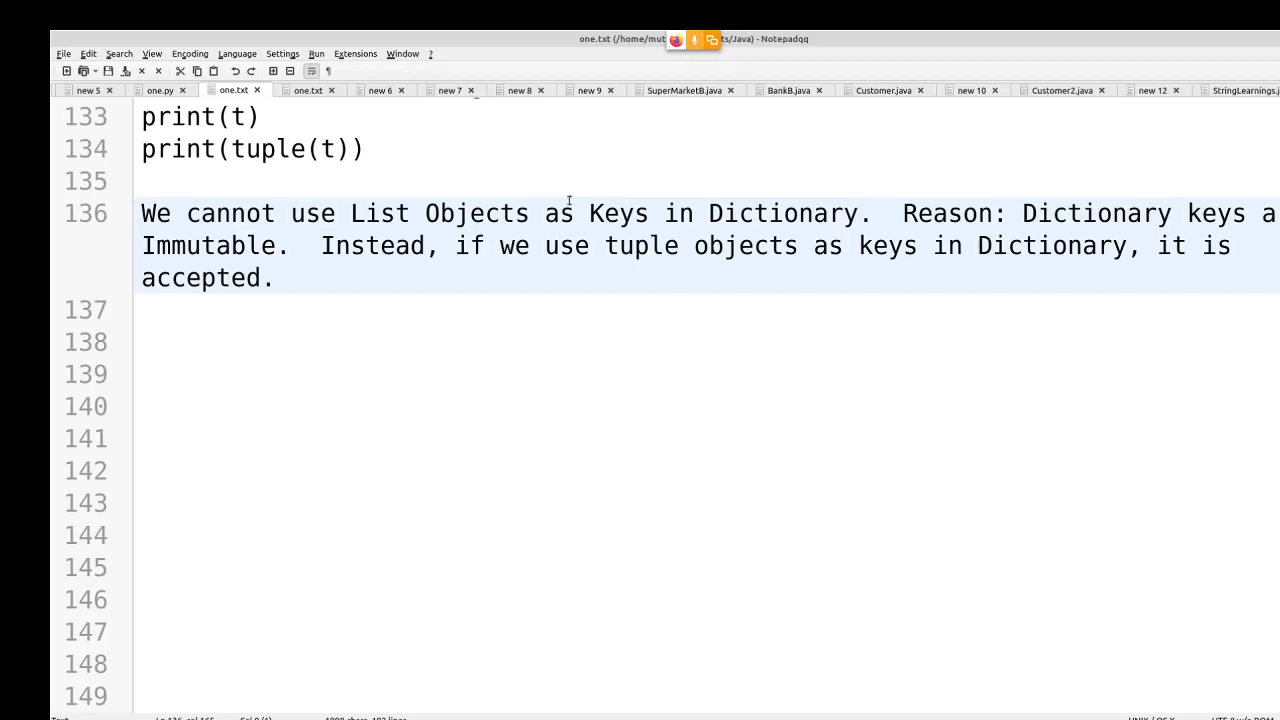 one.txt (/home/mut ts/Java) - Notepadqq
File Edit Search View Encoding Language Settings Run Extensions Window ?
new 5 one.py one.txt one.txt new 6 new 7 new 8 new 9 SuperMarketB.java BankB.java Customer.java new 10 Customer2.java new 12 StringLearnings.j
133 print(t)
134 print(tuple(t))
135
136 We cannot use List Objects as Keys in Dictionary. Reason: Dictionary keys a
Immutable. Instead, if we use tuple objects as keys in Dictionary, it is
accepted.
137
138
139
140
141
142
143
144
145
146
147
148
149